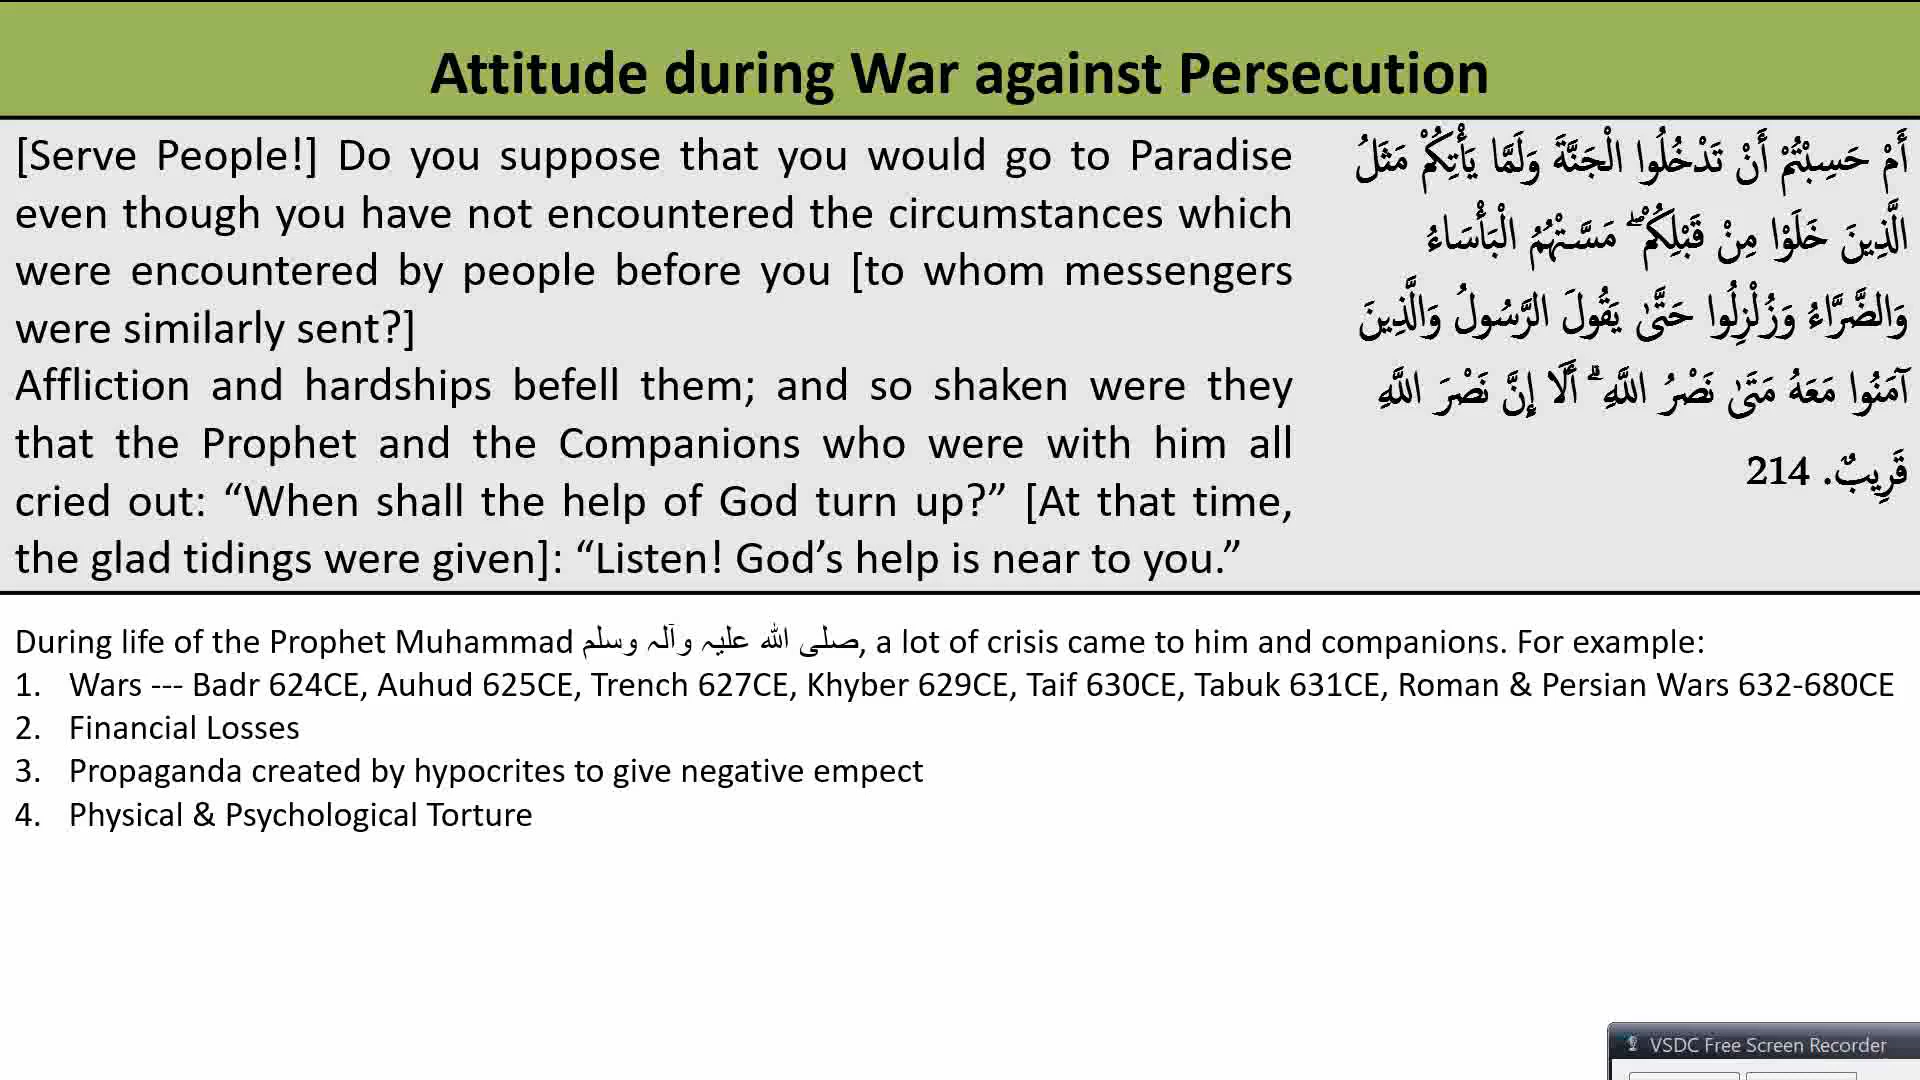 Attitude during War against Persecution
[Serve People!] Do you suppose that you would go to Paradise
even though you have not encountered the circumstances which
were encountered by people before you [to whom messengers
were similarly sent?]
Affliction and hardships befell them; and so shaken were they
that the Prophet and the Companions who were with him all
cried out: “When shall the help of God turn up?” [At that time,
the glad tidings were given]: “Listen! God’s help is near to you.”
أَمْ حَسِبْتُمْ أَنْ تَدْخُلُوا الْجَنَّةَ وَلَمَّا يَأْتِكُمْ مَثَلُ
الَّذِينَ خَلَوْا مِنْ قَبْلِكُمْ ۖ مَسَّتْهُمُ الْبَأْسَاءُ
وَالضَّرَّاءُ وَزُلْزِلُوا حَتَّىٰ يَقُولَ الرَّسُولُ وَالَّذِينَ
آمَنُوا مَعَهُ مَتَىٰ نَصْرُ اللَّهِ ۗ أَلَا إِنَّ نَصْرَ اللَّهِ
قَرِيبٌ. 214
During life of the Prophet Muhammad صلی اللہ علیہ وآلہ وسلم, a lot of crisis came to him and companions. For example:
1. Wars --- Badr 624CE, Auhud 625CE, Trench 627CE, Khyber 629CE, Taif 630CE, Tabuk 631CE, Roman & Persian Wars 632-680CE
2. Financial Losses
3. Propaganda created by hypocrites to give negative empect
4. Physical & Psychological Torture
VSDC Free Screen Recorder